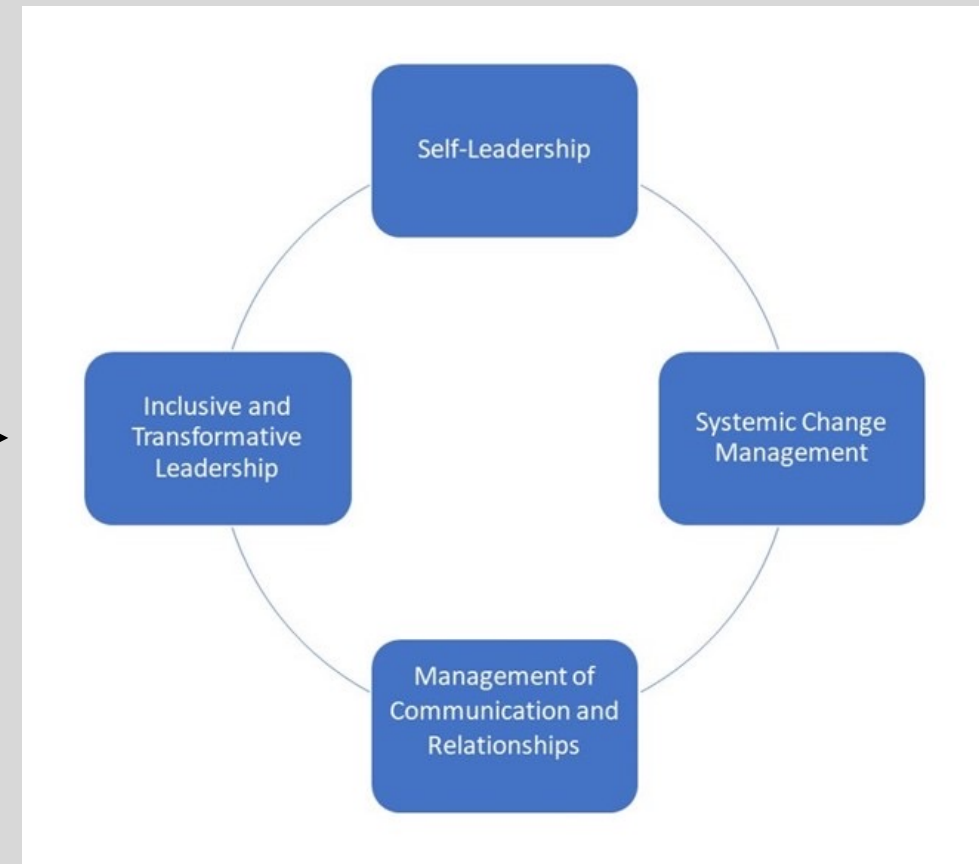 Self-Leadership
Inclusive and
Transformative
Leadership
Systemic Change
Management
Management of
Communication and
Relationships